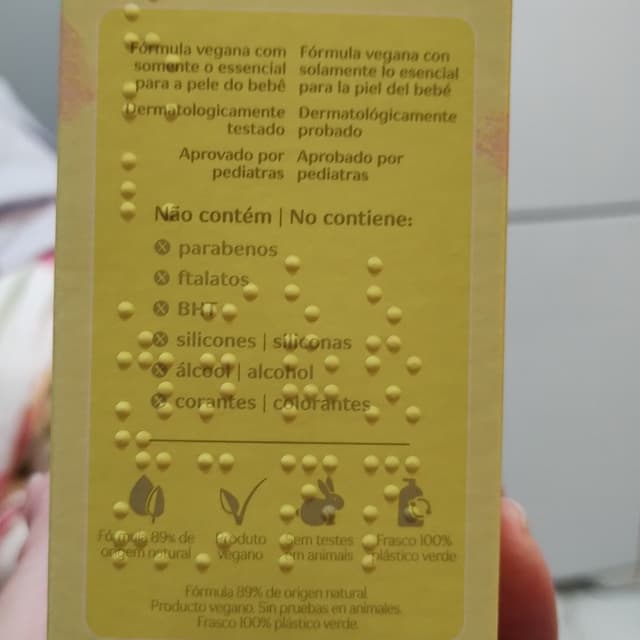 Fórmula vegana com
somente o essencial
para a pele do bebê
Fórmula vegana con
solamente lo esencial
para la piel del bebé
Dermatologicamente
testado
Dermatológicamente
probado
Aprovado por
pediatras
Aprobado por
pediatras
Não contém | No contiene:
parabenos
ftalatos
BHT
silicones | siliconas
álcool | alcohol
corantes | colorantes
Fórmula 89% de
origem natural
Produto
vegano
Sem testes
em animais
Frasco 100%
plástico verde
Fórmula 89% de origen natural.
Producto vegano. Sin pruebas en animales.
Frasco 100% plástico verde.